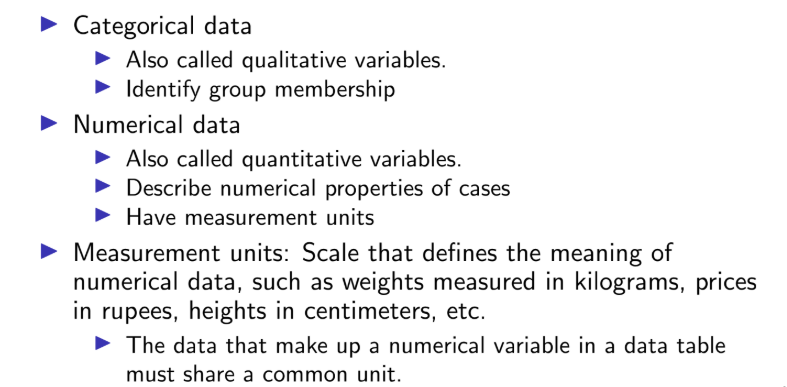 Categorical data
Also called qualitative variables.
Identify group membership
Numerical data
Also called quantitative variables.
Describe numerical properties of cases
Have measurement units
Measurement units: Scale that defines the meaning of
numerical data, such as weights measured in kilograms, prices
in rupees, heights in centimeters, etc.
The data that make up a numerical variable in a data table
must share a common unit.